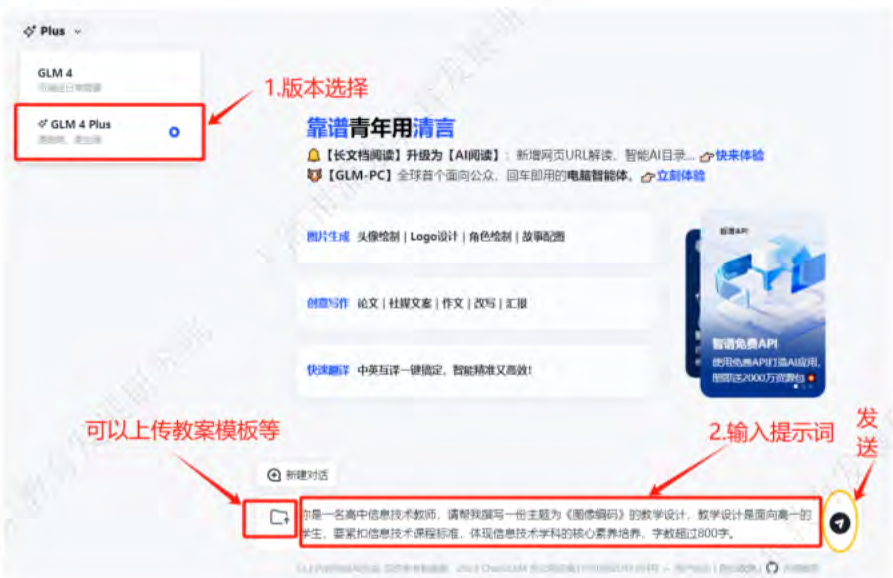 Plus
GLM 4
1.版本选择
GLM 4 Plus
靠谱青年用清言
【长文档阅读】升级为【AI阅读】：新增网页URL解读、智能AI目录... 快来体验
【GLM-PC】全球首个面向公众、回车即用的电脑智能体。 立刻体验
图片生成 头像绘制 | Logo设计 | 角色绘制 | 故事配图
智谱API
创意写作 论文 | 社媒文案 | 作文 | 改写 | 汇报
智谱免费API
使用免费API打造AI应用，
即送2000万资源包
快速翻译 中英互译一键搞定，智能精准又高效!
可以上传教案模板等
2.输入提示词
发送
新建对话
你是一名高中信息技术教师，请帮我撰写一份主题为《图像编码》的教学设计，教学设计是面向高一的
学生，要紧扣信息技术课程标准，体现信息技术学科的核心素养培养，字数超过800字。